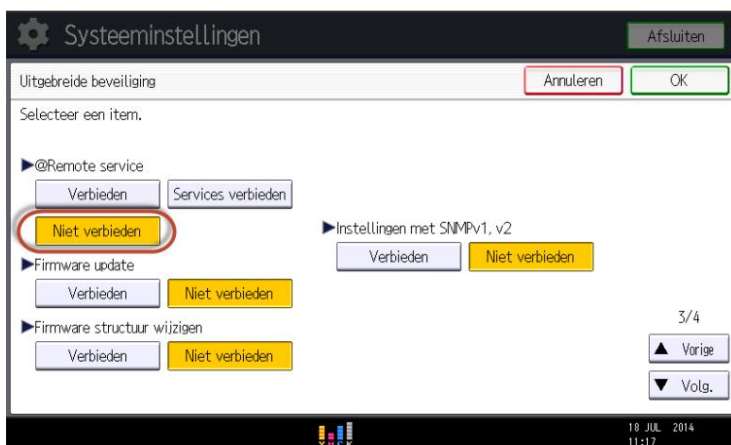 Systeeminstellingen
Afsluiten
Uitgebreide beveiliging
Annuleren
OK
Selecteer een item.
@Remote service
Verbieden
Services verbieden
Niet verbieden
Instellingen met SNMPv1, v2
Verbieden
Niet verbieden
Firmware update
Verbieden
Niet verbieden
Firmware structuur wijzigen
Verbieden
Niet verbieden
3/4
Vorige
Volg.
Y M C K
18 JUL 2014
11:17